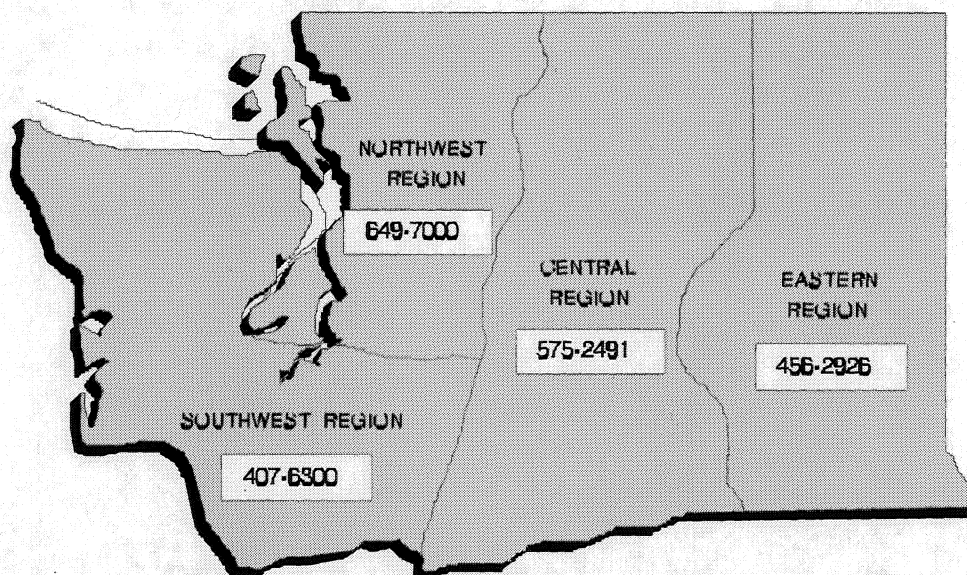 NORTHWEST
REGION
649-7000
CENTRAL
REGION
575-2491
EASTERN
REGION
456-2926
SOUTHWEST REGION
407-6300